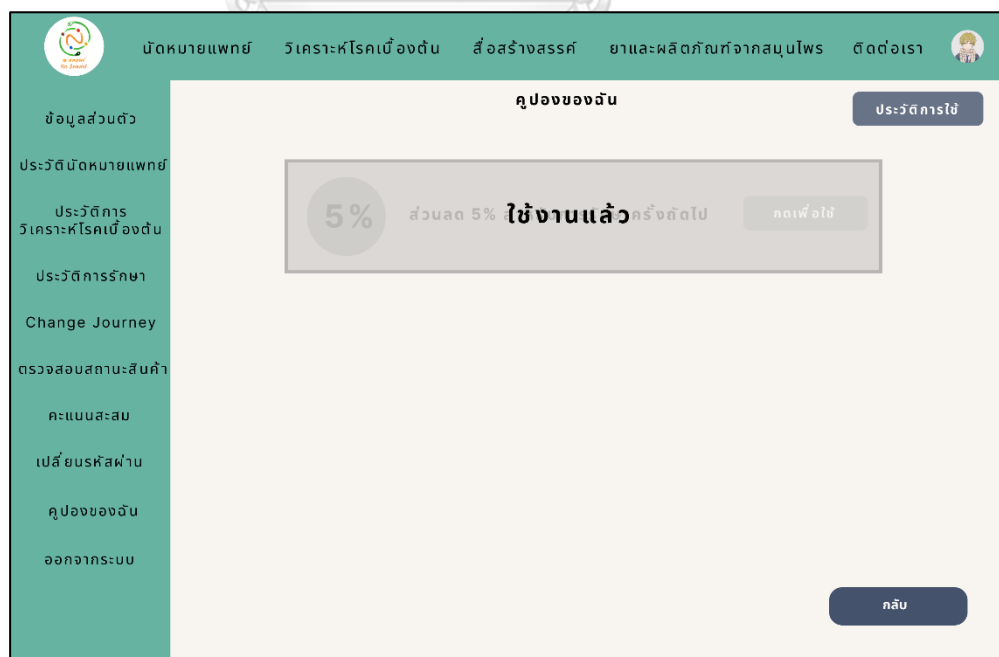 นัดหมายแพทย์ วิเคราะห์โรคเบื้องต้น สื่อสร้างสรรค์ ยาและผลิตภัณฑ์จากสมุนไพร ติดต่อเรา
คูปองของฉัน
ประวัติการใช้
ข้อมูลส่วนตัว
ประวัตินัดหมายแพทย์
ประวัติการ
วิเคราะห์โรคเบื้องต้น
ประวัติการรักษา
Change Journey
ตรวจสอบสถานะสินค้า
คะแนนสะสม
เปลี่ยนรหัสผ่าน
คูปองของฉัน
ออกจากระบบ
5% ส่วนลด 5% ครั้งถัดไป กดเพื่อใช้
ใช้งานแล้ว
กลับ